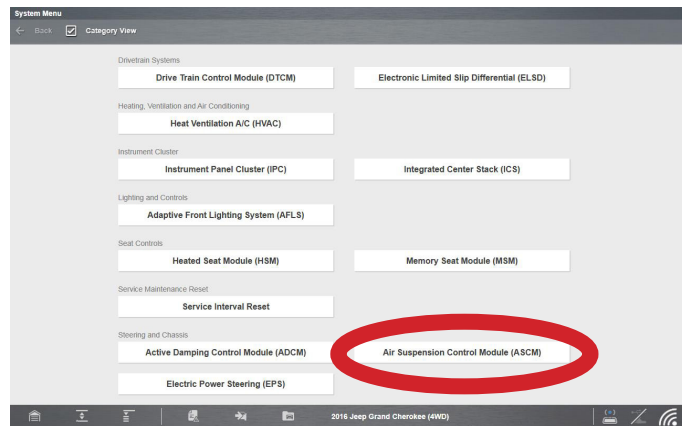 System Menu
Back Category View
Drivetrain Systems
Drive Train Control Module (DTCM) Electronic Limited Slip Differential (ELSD)
Heating, Ventilation and Air Conditioning
Heat Ventilation A/C (HVAC)
Instrument Cluster
Instrument Panel Cluster (IPC) Integrated Center Stack (ICS)
Lighting and Controls
Adaptive Front Lighting System (AFLS)
Seat Controls
Heated Seat Module (HSM) Memory Seat Module (MSM)
Service Maintenance Reset
Service Interval Reset
Steering and Chassis
Active Damping Control Module (ADCM) Air Suspension Control Module (ASCM)
Electric Power Steering (EPS)
2016 Jeep Grand Cherokee (4WD)